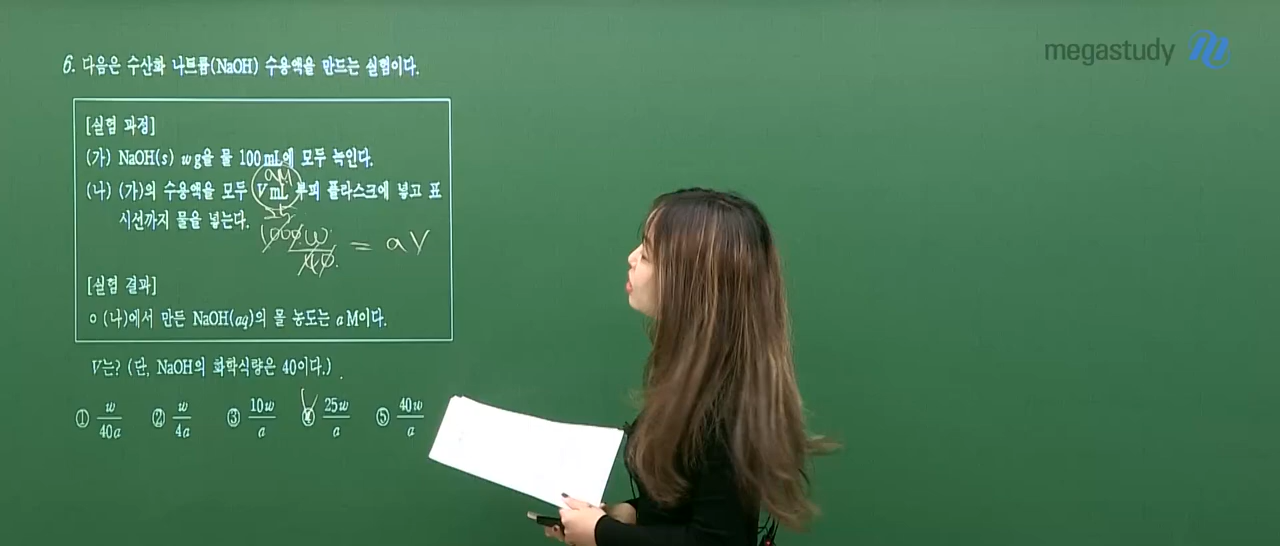 megastudy
6. 다음은 수산화 나트륨(NaOH) 수용액을 만드는 실험이다.
[실험 과정]
(가) NaOH(s) w g을 물 100 mL에 모두 녹인다.
aM
(나) (가)의 수용액을 모두 V mL 부피 플라스크에 넣고 표
시선까지 물을 넣는다.
25
1000 w / 40 = aV
[실험 결과]
○ (나)에서 만든 NaOH(aq)의 몰 농도는 a M이다.
V는? (단, NaOH의 화학식량은 40이다.)
① w/40a ② w/4a ③ 10w/a ④ 25w/a ⑤ 40w/a